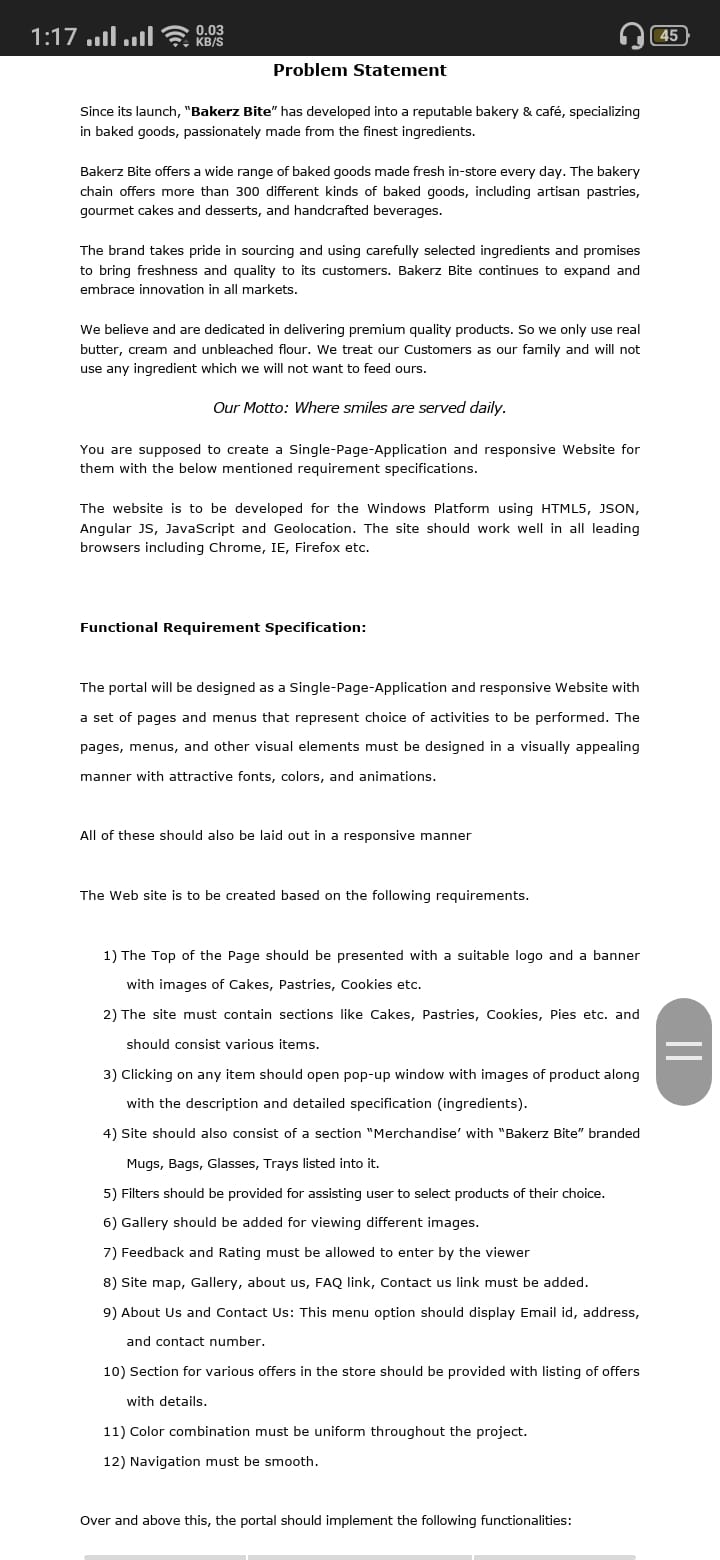 1:17
0.03
KB/S
45
Problem Statement
Since its launch, “Bakerz Bite” has developed into a reputable bakery & café, specializing
in baked goods, passionately made from the finest ingredients.
Bakerz Bite offers a wide range of baked goods made fresh in-store every day. The bakery
chain offers more than 300 different kinds of baked goods, including artisan pastries,
gourmet cakes and desserts, and handcrafted beverages.
The brand takes pride in sourcing and using carefully selected ingredients and promises
to bring freshness and quality to its customers. Bakerz Bite continues to expand and
embrace innovation in all markets.
We believe and are dedicated in delivering premium quality products. So we only use real
butter, cream and unbleached flour. We treat our Customers as our family and will not
use any ingredient which we will not want to feed ours.
Our Motto: Where smiles are served daily.
You are supposed to create a Single-Page-Application and responsive Website for
them with the below mentioned requirement specifications.
The website is to be developed for the Windows Platform using HTML5, JSON,
Angular JS, JavaScript and Geolocation. The site should work well in all leading
browsers including Chrome, IE, Firefox etc.
Functional Requirement Specification:
The portal will be designed as a Single-Page-Application and responsive Website with
a set of pages and menus that represent choice of activities to be performed. The
pages, menus, and other visual elements must be designed in a visually appealing
manner with attractive fonts, colors, and animations.
All of these should also be laid out in a responsive manner
The Web site is to be created based on the following requirements.
1) The Top of the Page should be presented with a suitable logo and a banner
with images of Cakes, Pastries, Cookies etc.
2) The site must contain sections like Cakes, Pastries, Cookies, Pies etc. and
should consist various items.
3) Clicking on any item should open pop-up window with images of product along
with the description and detailed specification (ingredients).
4) Site should also consist of a section “Merchandise’ with “Bakerz Bite” branded
Mugs, Bags, Glasses, Trays listed into it.
5) Filters should be provided for assisting user to select products of their choice.
6) Gallery should be added for viewing different images.
7) Feedback and Rating must be allowed to enter by the viewer
8) Site map, Gallery, about us, FAQ link, Contact us link must be added.
9) About Us and Contact Us: This menu option should display Email id, address,
and contact number.
10) Section for various offers in the store should be provided with listing of offers
with details.
11) Color combination must be uniform throughout the project.
12) Navigation must be smooth.
Over and above this, the portal should implement the following functionalities: